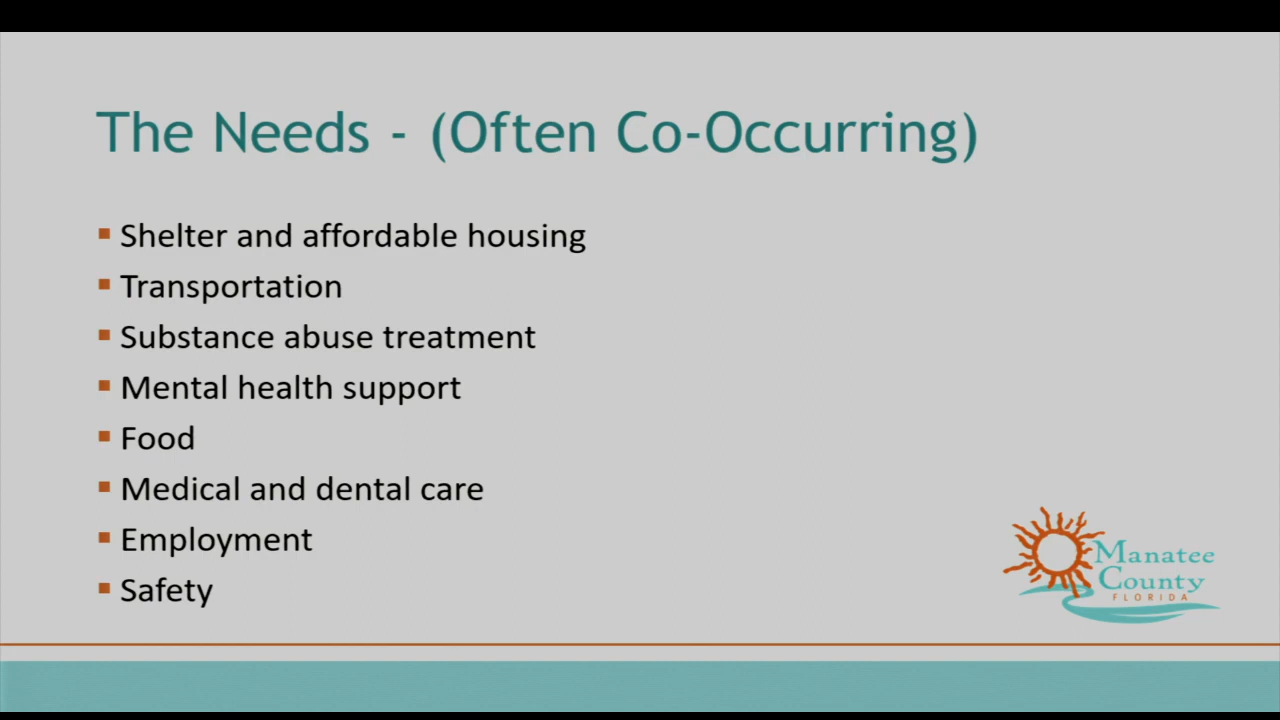 The Needs - (Often Co-Occurring)
Shelter and affordable housing
Transportation
Substance abuse treatment
Mental health support
Food
Medical and dental care
Employment
Safety
Manatee
County
FLORIDA